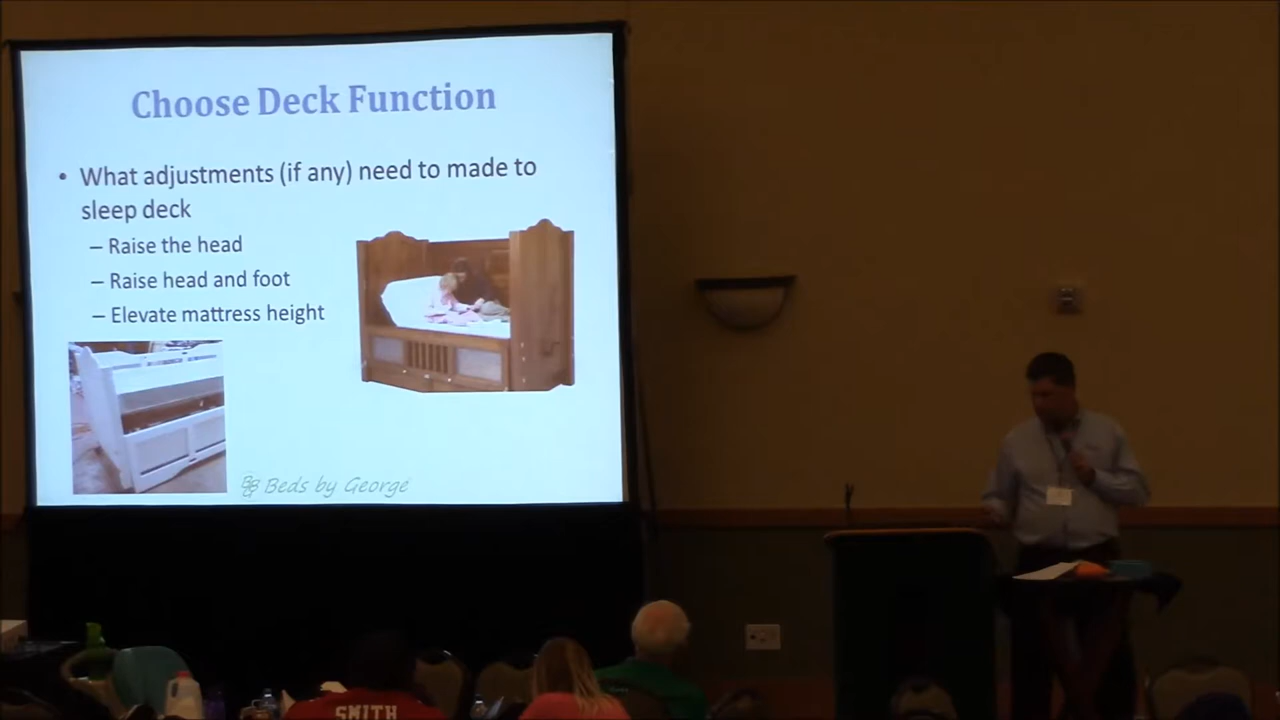 Choose Deck Function
• What adjustments (if any) need to made to
sleep deck
– Raise the head
– Raise head and foot
– Elevate mattress height
Beds by George
SMITH